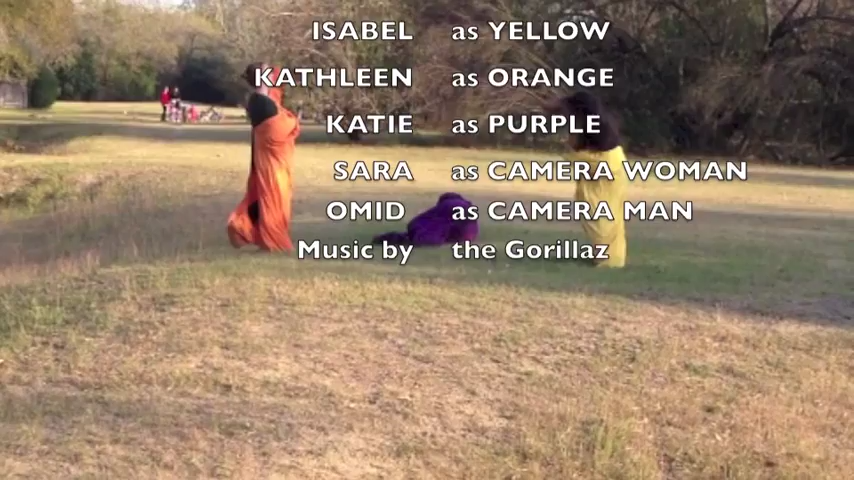 ISABEL as YELLOW
KATHLEEN as ORANGE
KATIE as PURPLE
SARA as CAMERA WOMAN
OMID as CAMERA MAN
Music by the Gorillaz